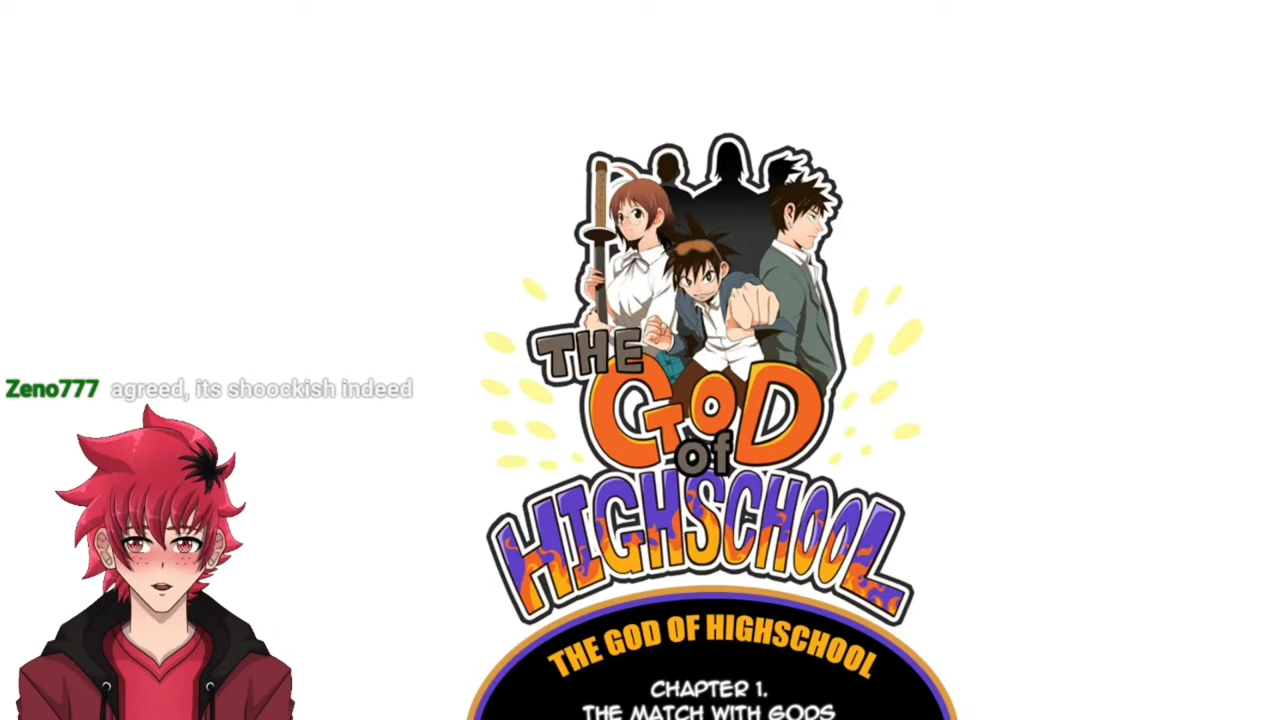 Zeno777 agreed, its shoockish indeed
THE
GOD
of
HIGHSCHOOL
THE GOD OF HIGHSCHOOL
CHAPTER 1.
THE MATCH WITH GODS